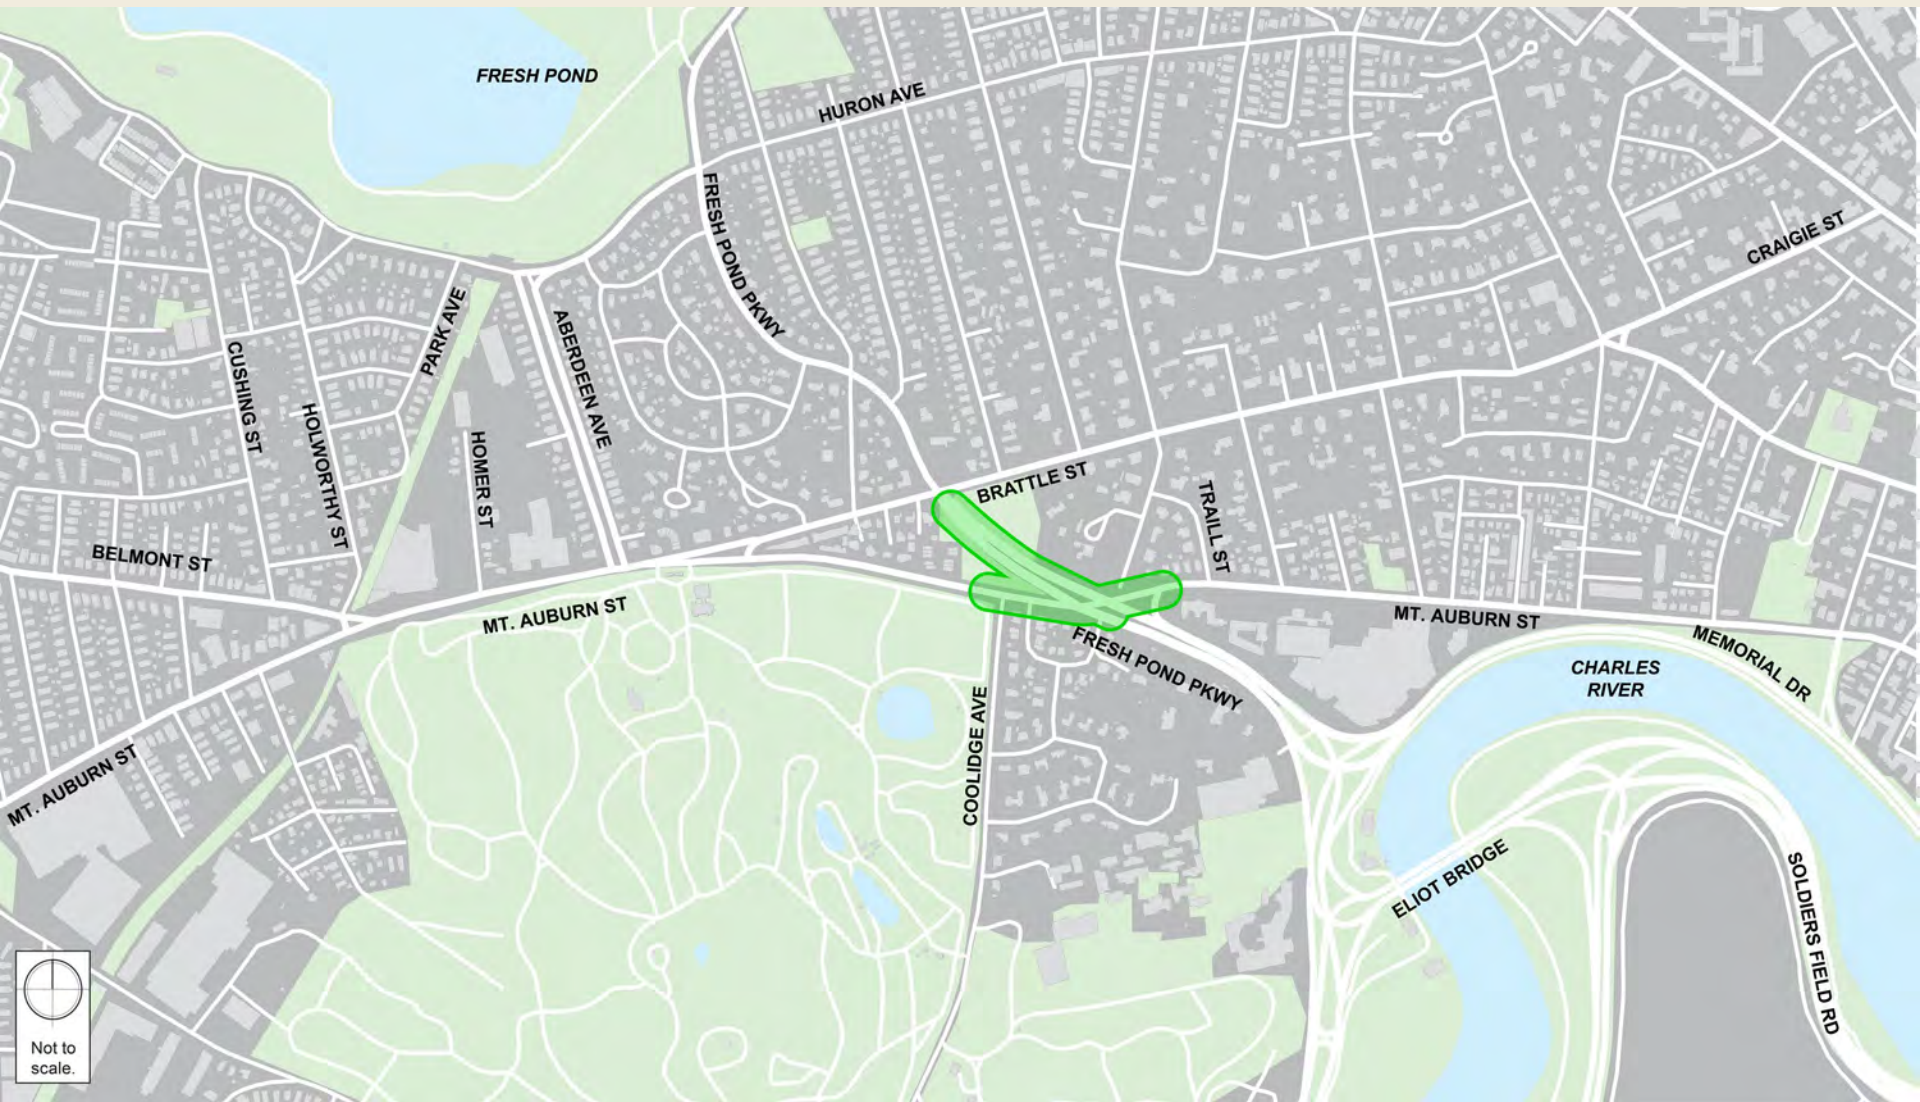 FRESH POND
HURON AVE
FRESH POND PKWY
CRAIGIE ST
PARK AVE
ABERDEEN AVE
CUSHING ST
HOLWORTHY ST
HOMER ST
BRATTLE ST
TRAILL ST
BELMONT ST
MT. AUBURN ST
MT. AUBURN ST
MEMORIAL DR
FRESH POND PKWY
CHARLES
RIVER
COOLIDGE AVE
MT. AUBURN ST
ELIOT BRIDGE
SOLDIERS FIELD RD
Not to
scale.